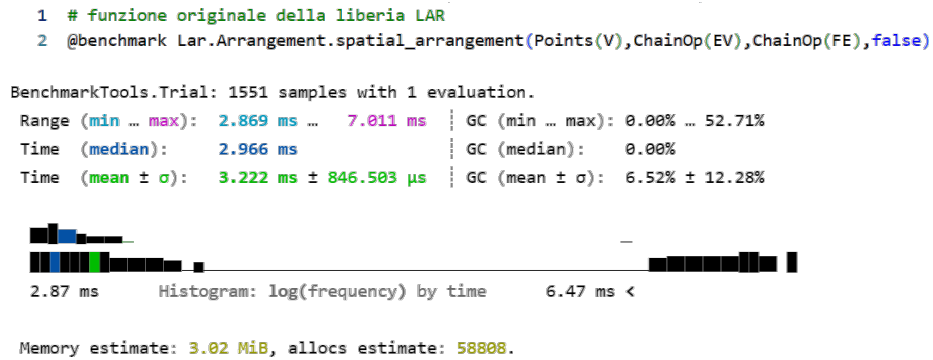 1 # funzione originale della liberia LAR
2 @benchmark Lar.Arrangement.spatial_arrangement(Points(V),ChainOp(EV),ChainOp(FE),false)
BenchmarkTools.Trial: 1551 samples with 1 evaluation.
Range (min … max): 2.869 ms … 7.011 ms ┊ GC (min … max): 0.00% … 52.71%
Time (median): 2.966 ms ┊ GC (median): 0.00%
Time (mean ± σ): 3.222 ms ± 846.503 μs ┊ GC (mean ± σ): 6.52% ± 12.28%
2.87 ms Histogram: log(frequency) by time 6.47 ms <
Memory estimate: 3.02 MiB, allocs estimate: 58808.